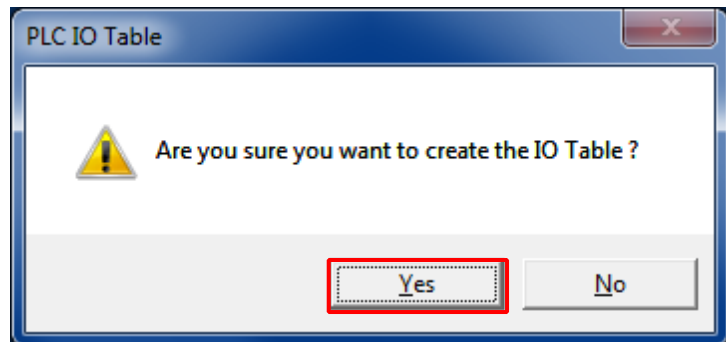 PLC IO Table
Are you sure you want to create the IO Table ?
Yes
No